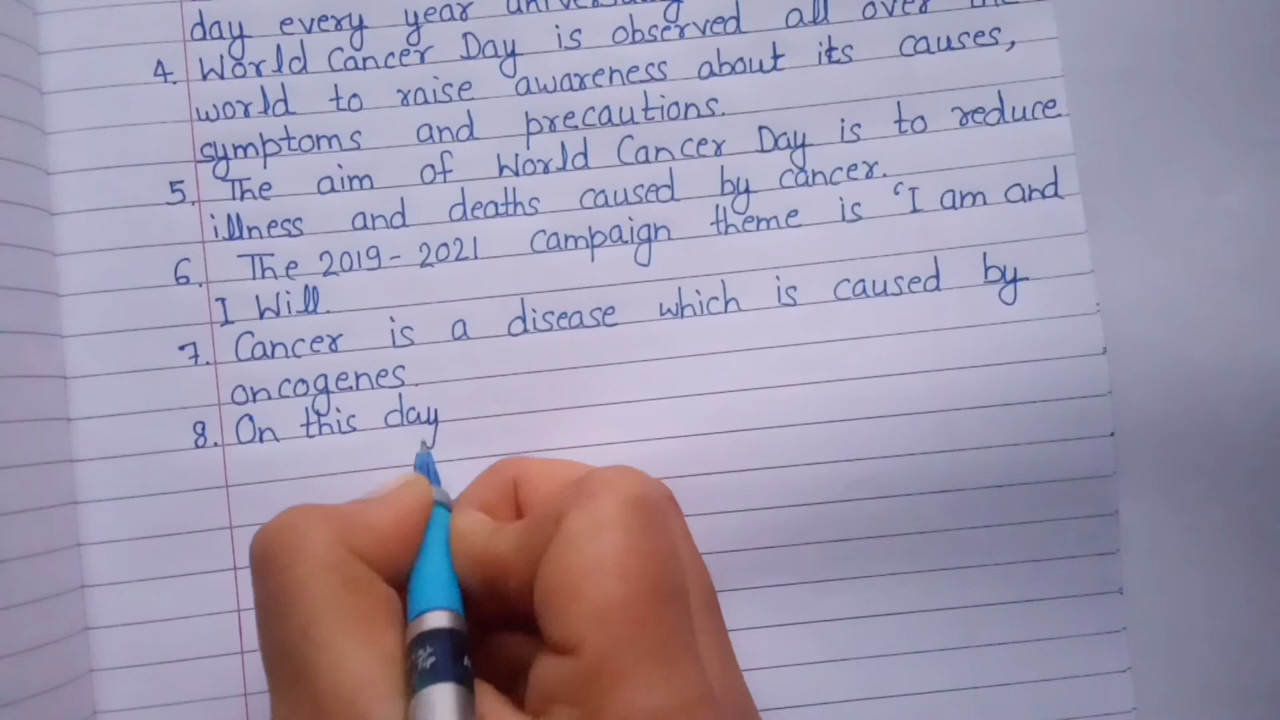 day every year
4. World Cancer Day is observed all over the
world to raise awareness about its causes,
symptoms and precautions.
5. The aim of World Cancer Day is to reduce
illness and deaths caused by cancer.
6. The 2019-2021 campaign theme is 'I am and
I Will.
7. Cancer is a disease which is caused by
oncogenes.
8. On this day